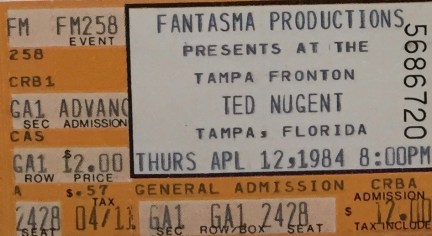 FM FM258
EVENT
258
CRB1
GA1 ADVANC
SEC ADMISSION
CAS
GA1 $12.00
ROW PRICE
A $.57
TAX
2428 04/11
SEAT
FANTASMA PRODUCTIONS
PRESENTS AT THE
TAMPA FRONTON
TED NUGENT
TAMPA, FLORIDA
THURS APL 12,1984 8:00PM
GENERAL ADMISSION CRBA
ADMISSION
GA1 GA1 2428 $ 12.00
SEC ROW/BOX SEAT TAX INCLUDE
5686720